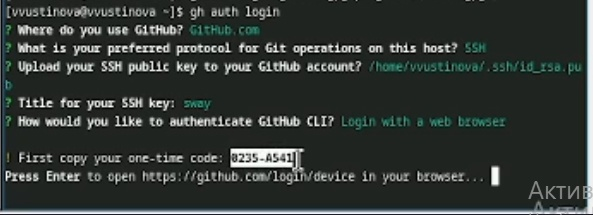 [vvustinova@vvustinova ~]$ gh auth login
? Where do you use GitHub? GitHub.com
? What is your preferred protocol for Git operations on this host? SSH
? Upload your SSH public key to your GitHub account? /home/vvustinova/.ssh/id_rsa.pu
b
? Title for your SSH key: sway
? How would you like to authenticate GitHub CLI? Login with a web browser
! First copy your one-time code: 0235-A541
Press Enter to open https://github.com/login/device in your browser...
Актив